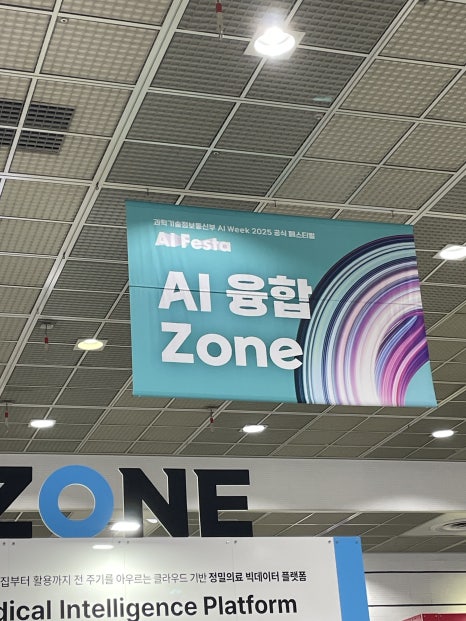 과학기술정보통신부 AI Week 2025 공식 페스티벌
AI Festa
AI 융합
Zone
ZONE
집부터 활용까지 전 주기를 아우르는 클라우드 기반 정밀의료 빅데이터 플랫폼
dical Intelligence Platform